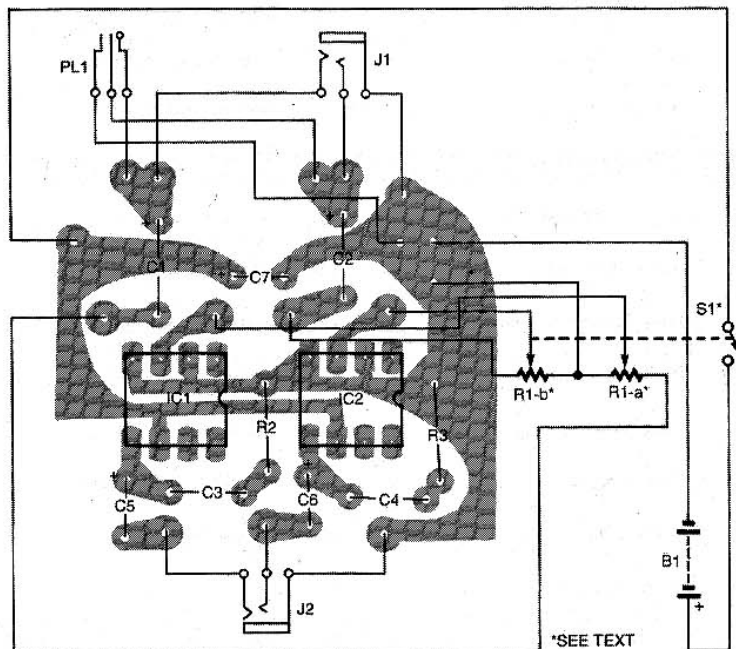 PL1
J1
+
+
C1
C2
+
C7
S1*
IC1
IC2
R1-b*
R1-a*
R2
R3
+
+
C5
C3
C6
C4
B1
+
J2
*SEE TEXT